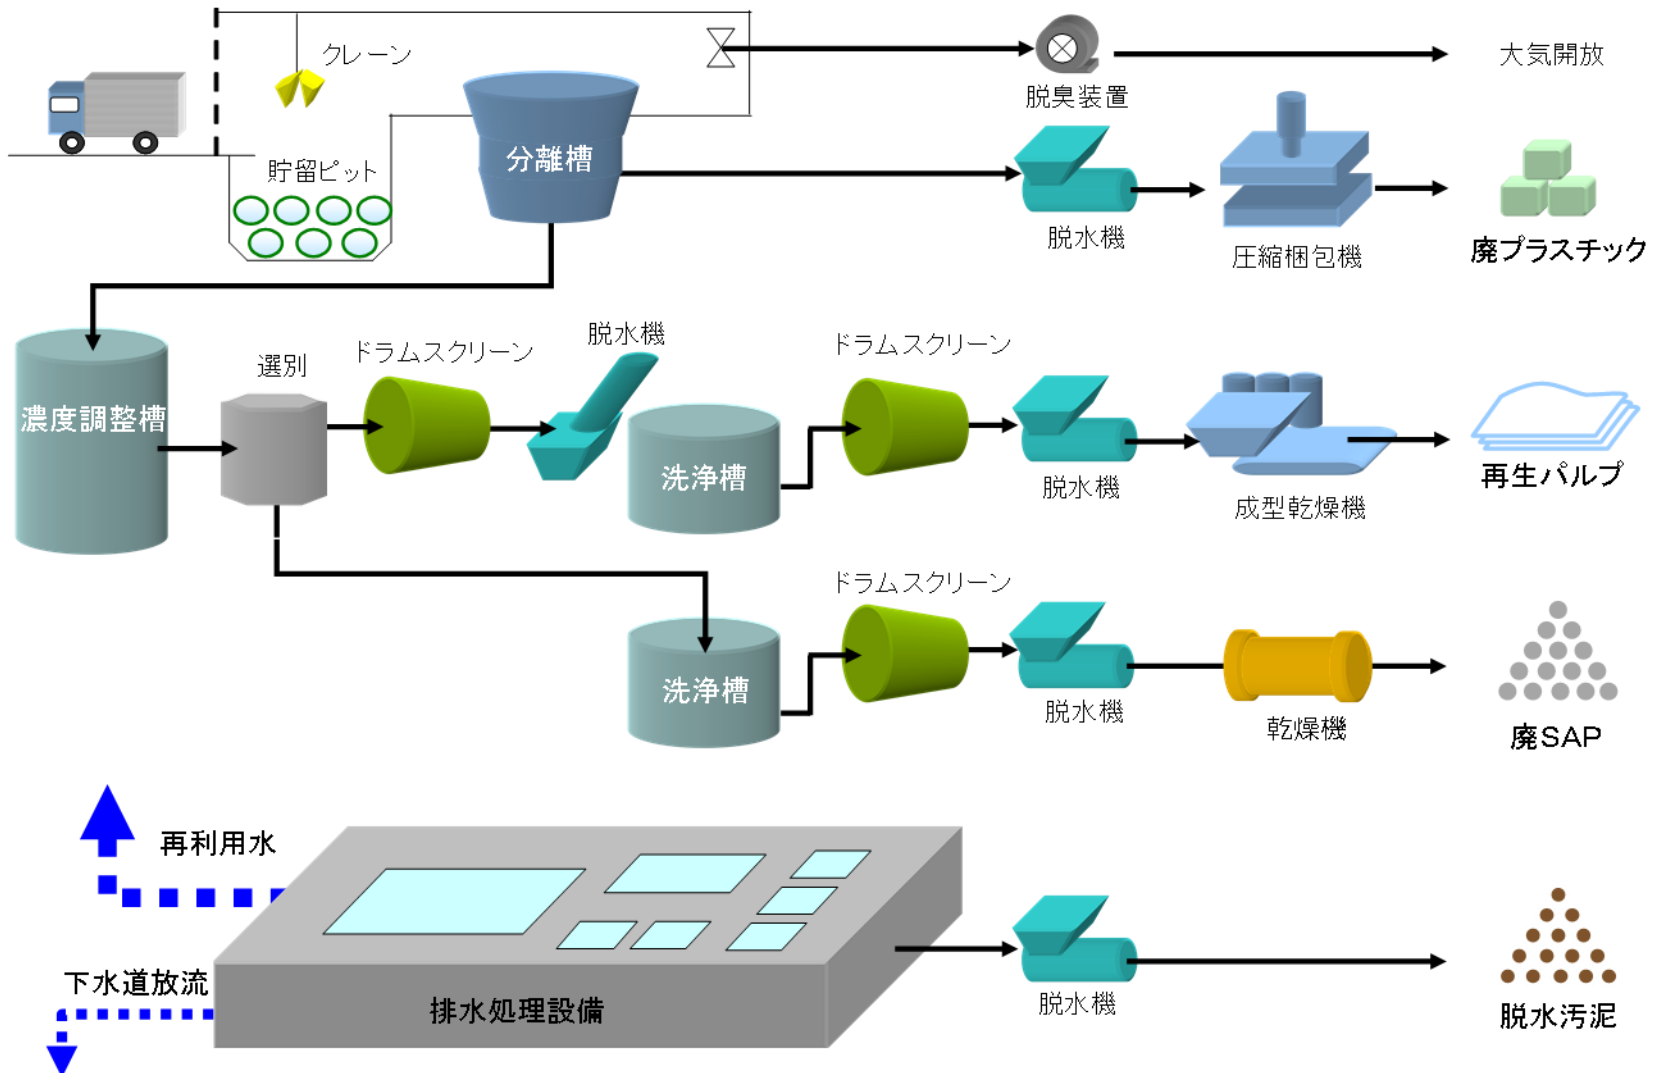 クレーン
大気開放
脱臭装置
貯留ピット
分離槽
脱水機
圧縮梱包機
廃プラスチック
濃度調整槽
選別
ドラムスクリーン
脱水機
洗浄槽
ドラムスクリーン
脱水機
成型乾燥機
再生パルプ
洗浄槽
ドラムスクリーン
脱水機
乾燥機
廃SAP
再利用水
下水道放流
排水処理設備
脱水機
脱水汚泥